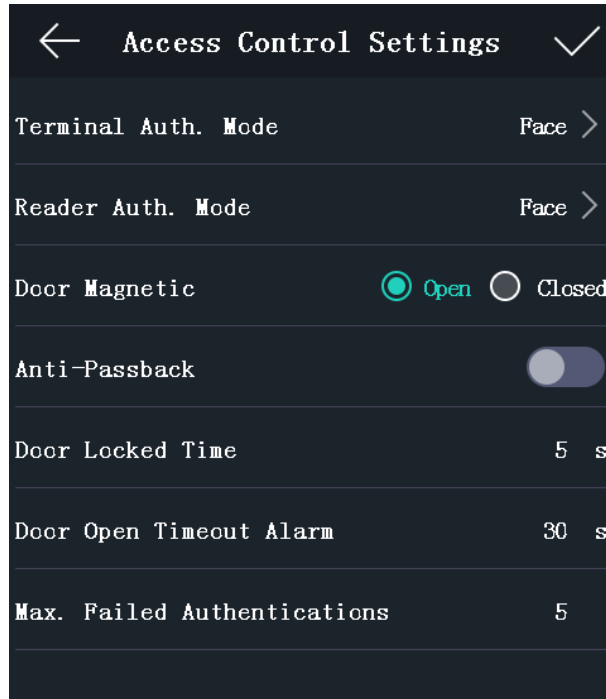 Access Control Settings
Terminal Auth. Mode Face
Reader Auth. Mode Face
Door Magnetic Open Closed
Anti-Passback
Door Locked Time 5 s
Door Open Timeout Alarm 30 s
Max. Failed Authentications 5